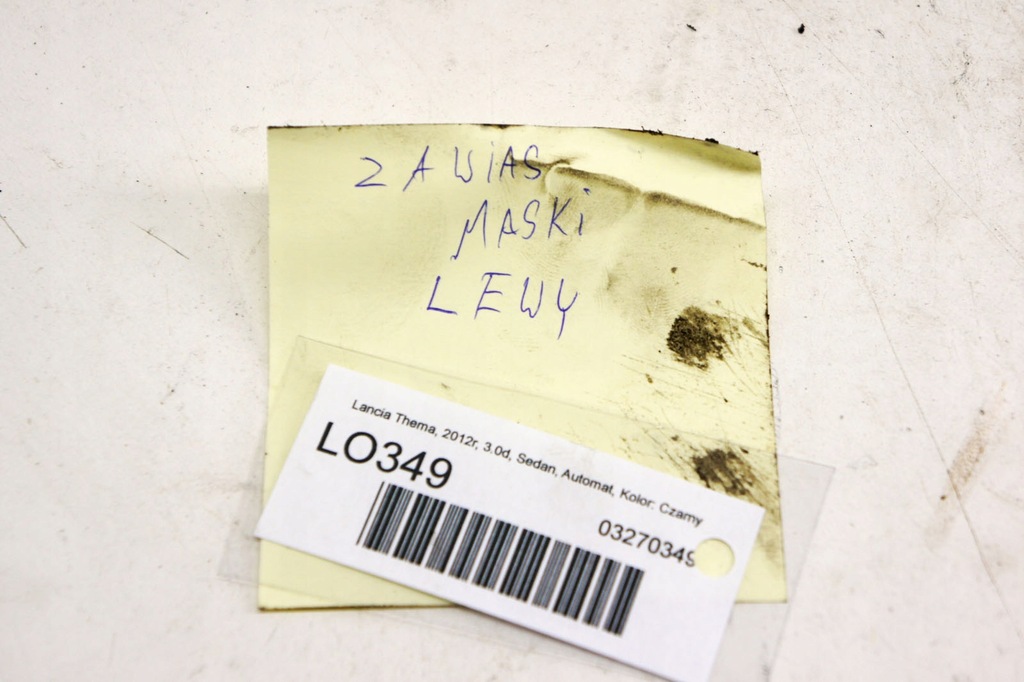 ZAWIAS
MASKi
LEWY
Lancia Thema, 2012r, 3.0d, Sedan, Automat, Kolor: Czarny
LO349
03270349